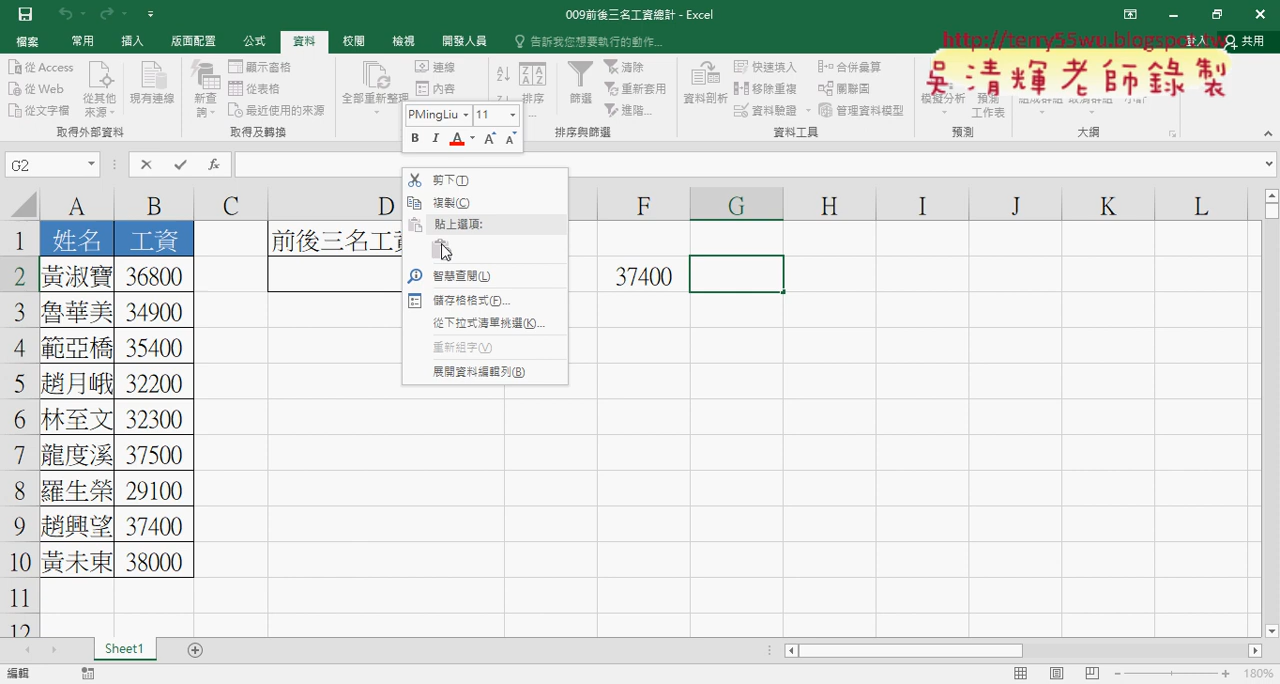 009前後三名工資總計 - Excel
檔案 常用 插入 版面配置 公式 資料 校閱 檢視 開發人員 告訴我您想要執行的動作... 登入 共用
http://terry55wu.blogspot.tw
吳清輝老師錄製
從 Access
從 Web
從文字檔
從其他來源
現有連線
取得外部資料
新查詢
顯示查詢
從表格
最近使用的來源
取得及轉換
全部重新整理
連線
內容
排序
篩選
清除
重新套用
進階...
排序與篩選
資料剖析
快速填入
移除重複
資料驗證
合併彙算
關聯圖
管理資料模型
資料工具
模擬分析
預測工作表
預測
大綱
PMingLiu 11
B I A A A
G2 fx
剪下(T)
複製(C)
貼上選項:
智慧查閱(L)
儲存格格式(F)...
從下拉式清單挑選(K)...
重新組字(V)
展開資料編輯列(B)
A B C D F G H I J K L
1 姓名 工資 前後三名工資
2 黃淑寶 36800 37400
3 魯華美 34900
4 範亞橋 35400
5 趙月峨 32200
6 林至文 32300
7 龍度溪 37500
8 羅生榮 29100
9 趙興望 37400
10 黃未東 38000
11
12
Sheet1
編輯 180%